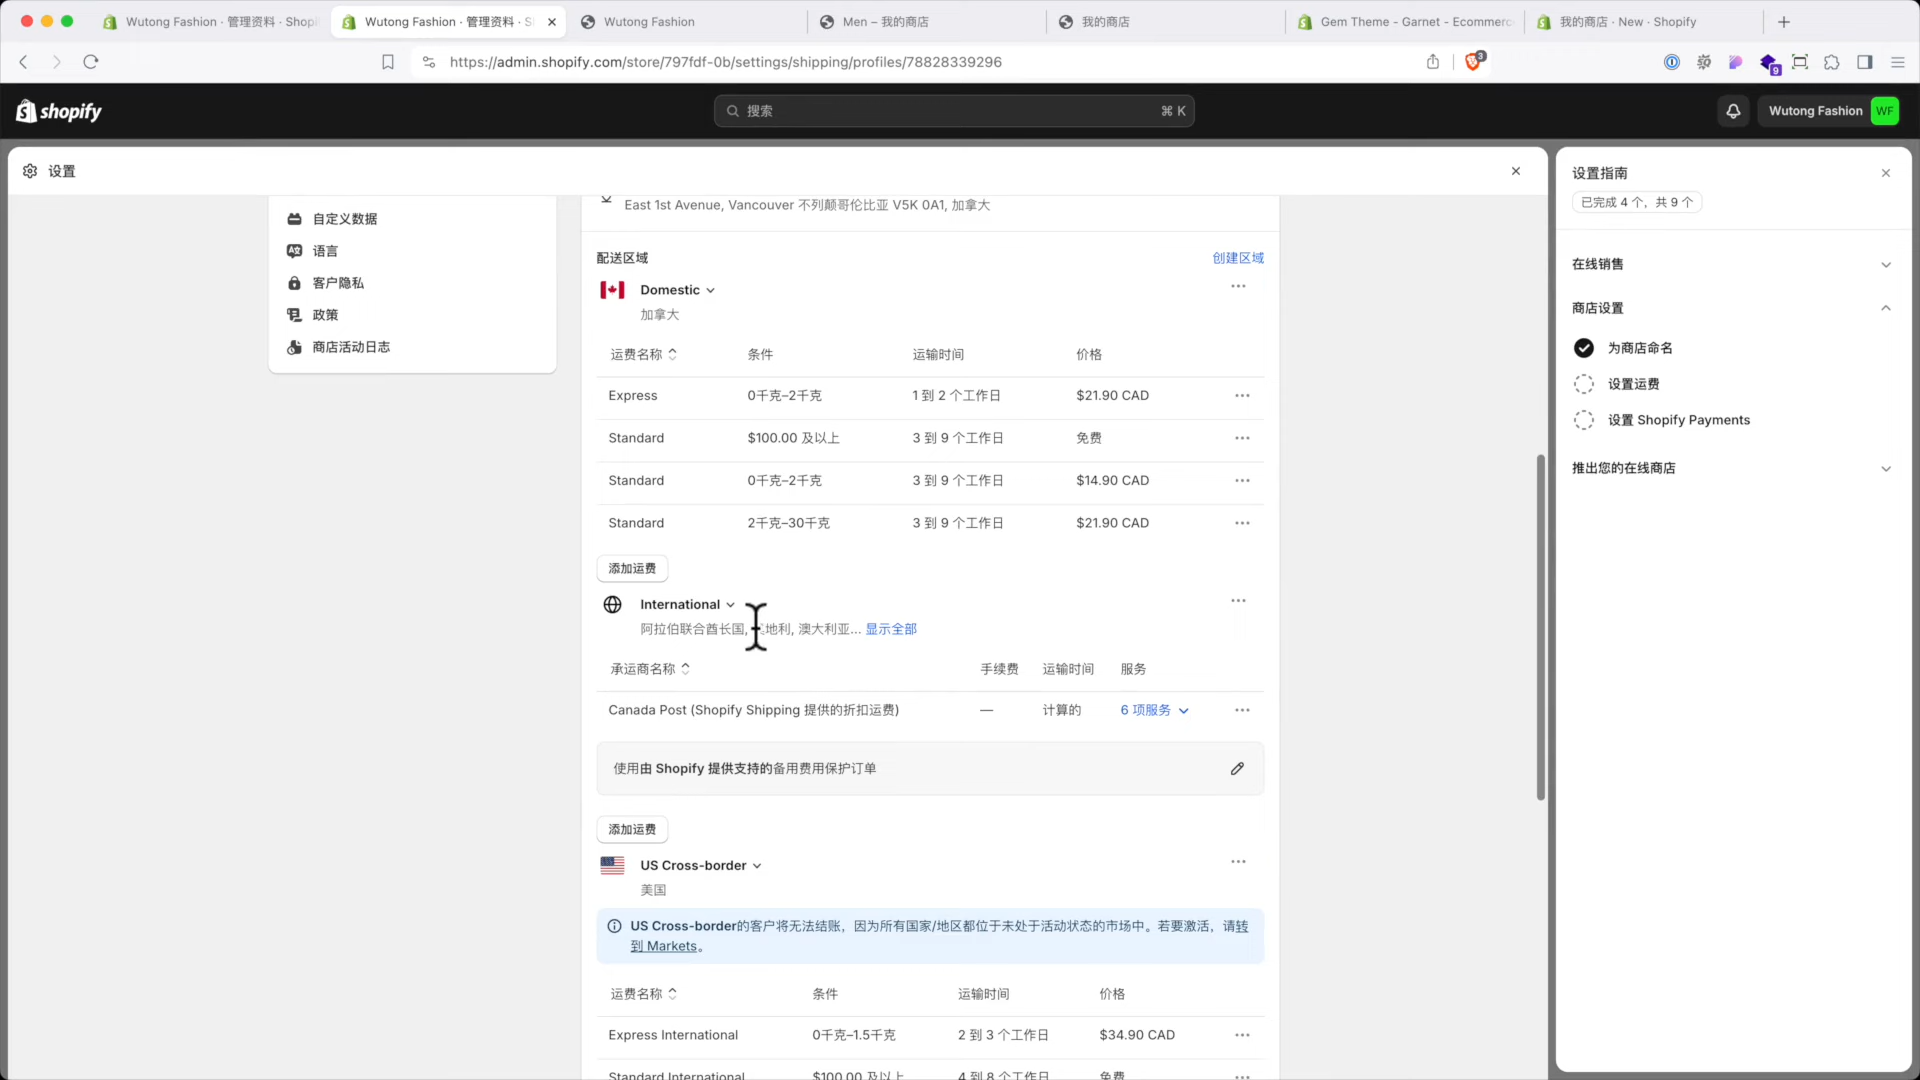 Wutong Fashion · 管理资料 · Shopi
Wutong Fashion · 管理资料 · S
Wutong Fashion
Men – 我的商店
我的商店
Gem Theme - Garnet - Ecommerc
我的商店 · New · Shopify
https://admin.shopify.com/store/797fdf-0b/settings/shipping/profiles/78828339296
3
9
shopify
搜索
⌘ K
Wutong Fashion
WF
设置
自定义数据
语言
客户隐私
政策
商店活动日志
East 1st Avenue, Vancouver 不列颠哥伦比亚 V5K 0A1, 加拿大
配送区域
创建区域
Domestic
加拿大
运费名称 条件 运输时间 价格
Express 0千克–2千克 1 到 2 个工作日 $21.90 CAD
Standard $100.00 及以上 3 到 9 个工作日 免费
Standard 0千克–2千克 3 到 9 个工作日 $14.90 CAD
Standard 2千克–30千克 3 到 9 个工作日 $21.90 CAD
添加运费
International
阿拉伯联合酋长国, 地利, 澳大利亚... 显示全部
承运商名称 手续费 运输时间 服务
Canada Post (Shopify Shipping 提供的折扣运费) — 计算的 6 项服务
使用由 Shopify 提供支持的备用费用保护订单
添加运费
US Cross-border
美国
US Cross-border的客户将无法结账，因为所有国家/地区都位于未处于活动状态的市场中。若要激活，请转
到 Markets。
运费名称 条件 运输时间 价格
Express International 0千克–1.5千克 2 到 3 个工作日 $34.90 CAD
Standard International $100.00 及以上 4 到 8 个工作日 免费
设置指南
已完成 4 个，共 9 个
在线销售
商店设置
为商店命名
设置运费
设置 Shopify Payments
推出您的在线商店